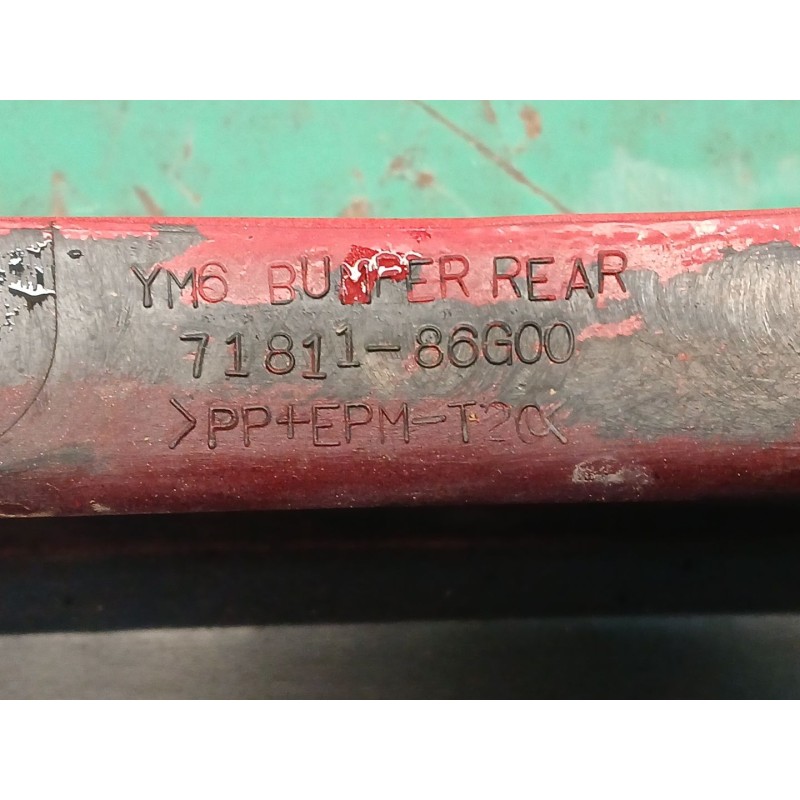 YM6 BUMPER REAR
71811-86G00
>PP+EPM-T20<